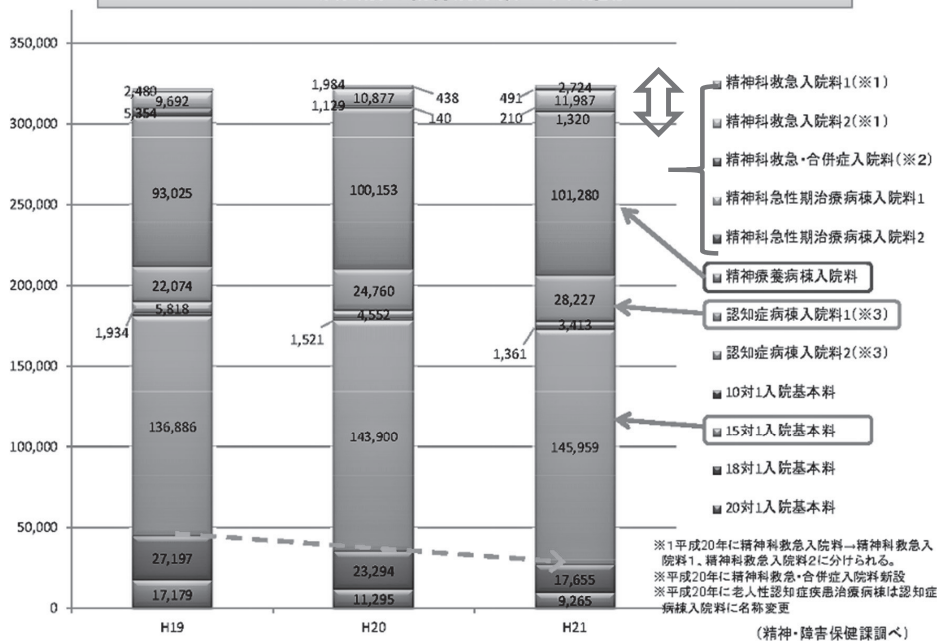 350,000
300,000
250,000
200,000
150,000
100,000
50,000
0
2,480
9,692
5,354
93,025
22,074
5,818
1,934
136,886
27,197
17,179
H19
1,984
10,877
438
1,129
140
100,153
24,760
4,552
1,521
143,900
23,294
11,295
H20
2,724
491
11,987
210
1,320
101,280
28,227
3,413
1,361
145,959
17,655
9,265
H21
精神科救急入院料1(※1)
精神科救急入院料2(※1)
精神科救急・合併症入院料(※2)
精神科急性期治療病棟入院料1
精神科急性期治療病棟入院料2
精神療養病棟入院料
認知症病棟入院料1(※3)
認知症病棟入院料2(※3)
10対1入院基本料
15対1入院基本料
18対1入院基本料
20対1入院基本料
※1平成20年に精神科救急入院料→精神科救急入
院料1、精神科救急入院料2に分けられる。
※平成20年に精神科救急・合併症入院料新設
※平成20年に老人性認知症疾患治療病棟は認知症
病棟入院料に名称変更
(精神・障害保健課調べ)